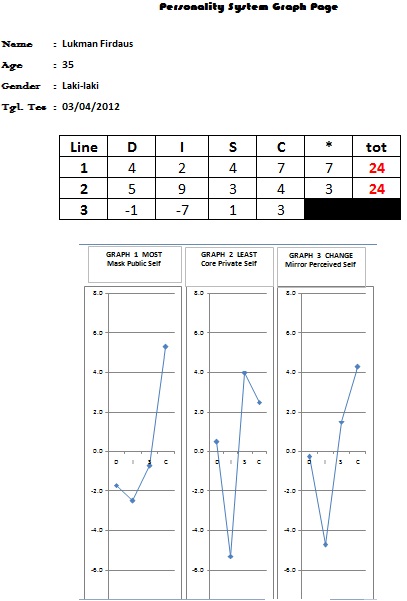 Personality System Graph Page
Name : Lukman Firdaus
Age : 35
Gender : Laki-laki
Tgl. Tes : 03/04/2012
Line D I S C * tot
1 4 2 4 7 7 24
2 5 9 3 4 3 24
3 -1 -7 1 3
GRAPH 1 MOST
Mask Public Self
8.0
6.0
4.0
2.0
0.0
D I S C
-2.0
-4.0
-6.0
GRAPH 2 LEAST
Core Private Self
8.0
6.0
4.0
2.0
0.0
D I S C
-2.0
-4.0
-6.0
GRAPH 3 CHANGE
Mirror Perceived Self
8.0
6.0
4.0
2.0
0.0
D I S C
-2.0
-4.0
-6.0